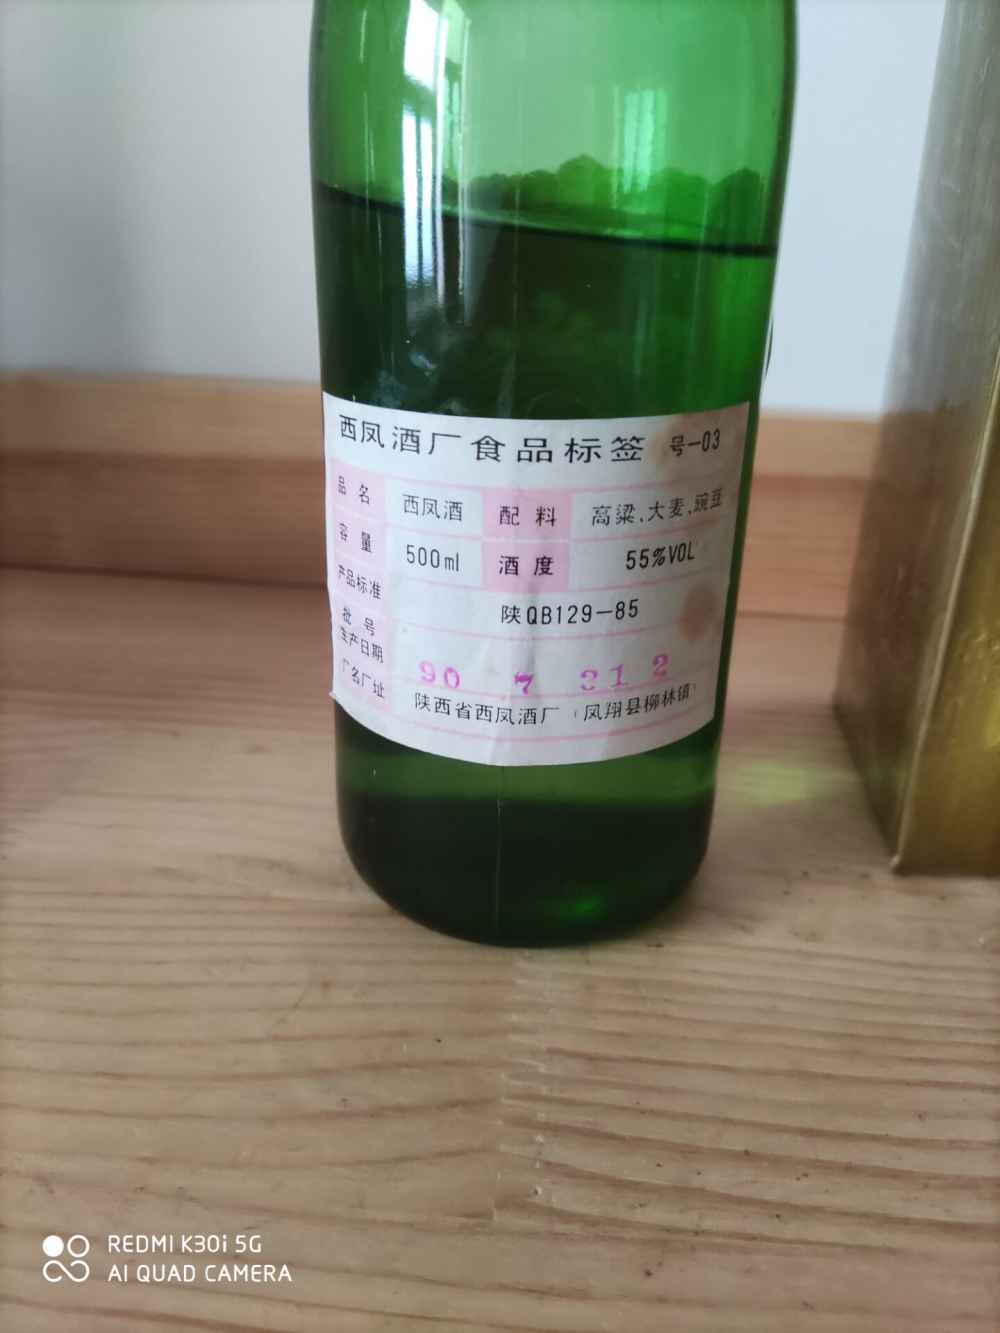 西凤酒厂食品标签 号-03
品名 西凤酒 配料 高粱、大麦、豌豆
容量 500ml 酒度 55%VOL
产品标准 陕QB129-85
批号
生产日期 90 7 21 2
厂名厂址 陕西省西凤酒厂（凤翔县柳林镇）
REDMI K30i 5G
AI QUAD CAMERA